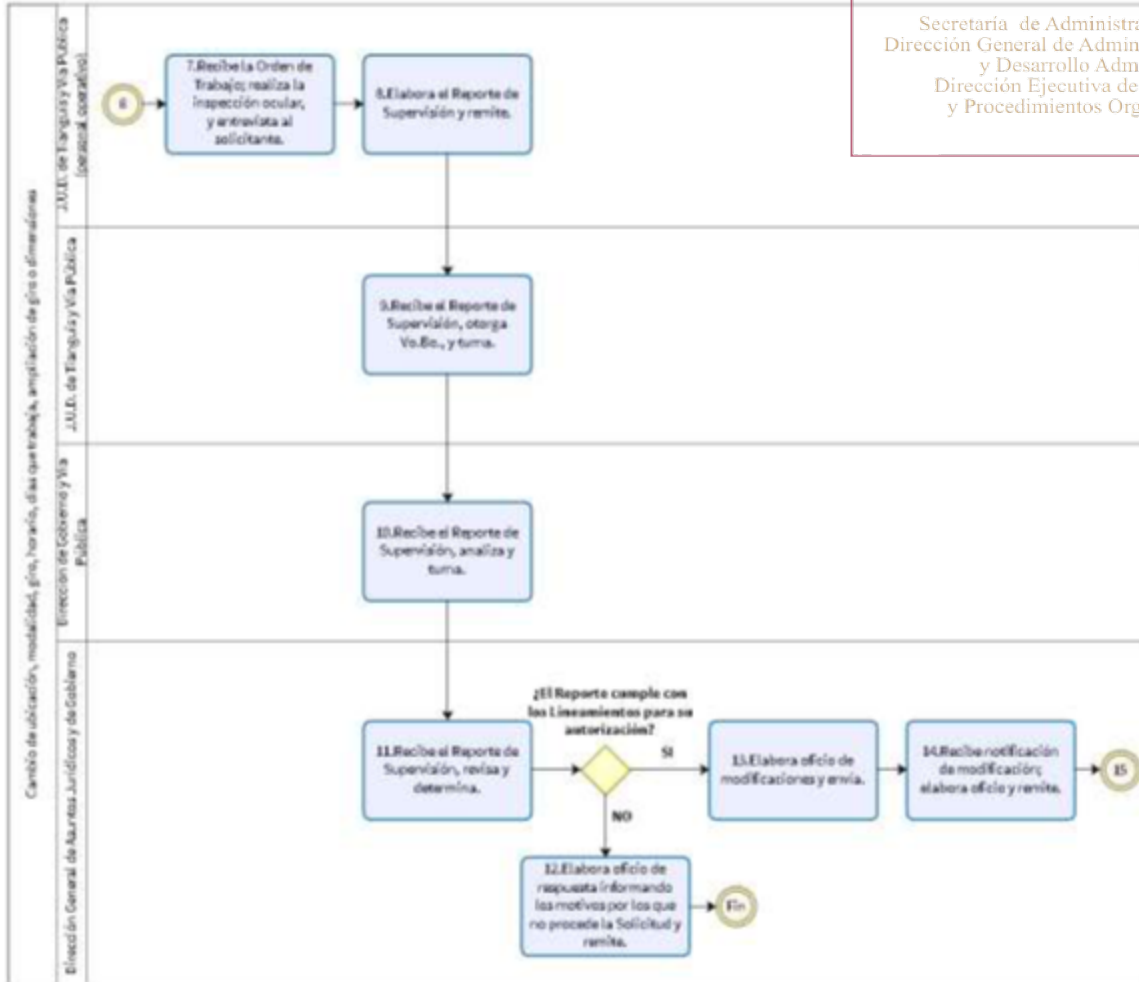 Secretaría de Administra
Dirección General de Admin
y Desarrollo Adm
Dirección Ejecutiva de
y Procedimientos Org
Cambio de ubicación, modalidad, giro, horario, días que trabaja, ampliación de giro o dimensiones
J.U.D. de Tianguis y Vía Pública
(personal operativo)
6
7.Recibe la Orden de
Trabajo; realiza la
inspección ocular,
y entrevista al
solicitante.
8.Elabora el Reporte de
Supervisión y remite.
J.U.D. de Tianguis y Vía Pública
9.Recibe el Reporte de
Supervisión, otorga
Vo.Bo., y turna.
Dirección de Gobierno y Vía
Pública
10.Recibe el Reporte de
Supervisión, analiza y
turna.
Dirección General de Asuntos Jurídicos y de Gobierno
11.Recibe el Reporte de
Supervisión, revisa y
determina.
¿El Reporte cumple con
los Lineamientos para su
autorización?
SI
NO
13.Elabora oficio de
modificaciones y envía.
14.Recibe notificación
de modificación;
elabora oficio y remite.
15
12.Elabora oficio de
respuesta informando
los motivos por los que
no procede la Solicitud y
remite.
Fin